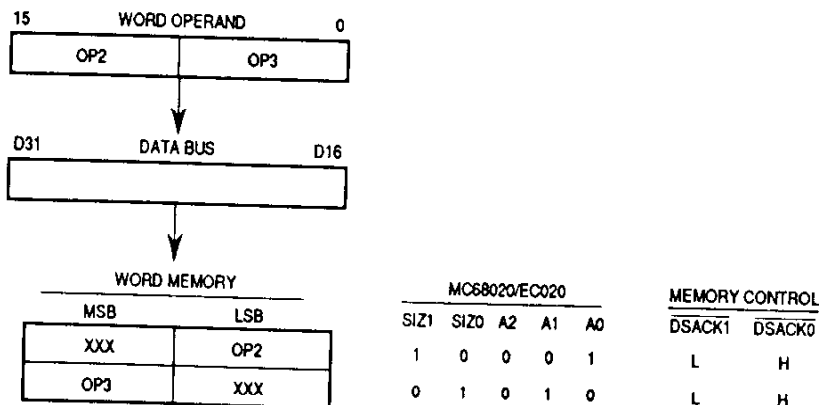 15 WORD OPERAND 0
OP2 OP3
D31 DATA BUS D16
WORD MEMORY
MSB LSB
XXX OP2
OP3 XXX
MC68020/EC020
SIZ1 SIZ0 A2 A1 A0
1 0 0 0 1
0 1 0 1 0
MEMORY CONTROL
DSACK1 DSACK0
L H
L H